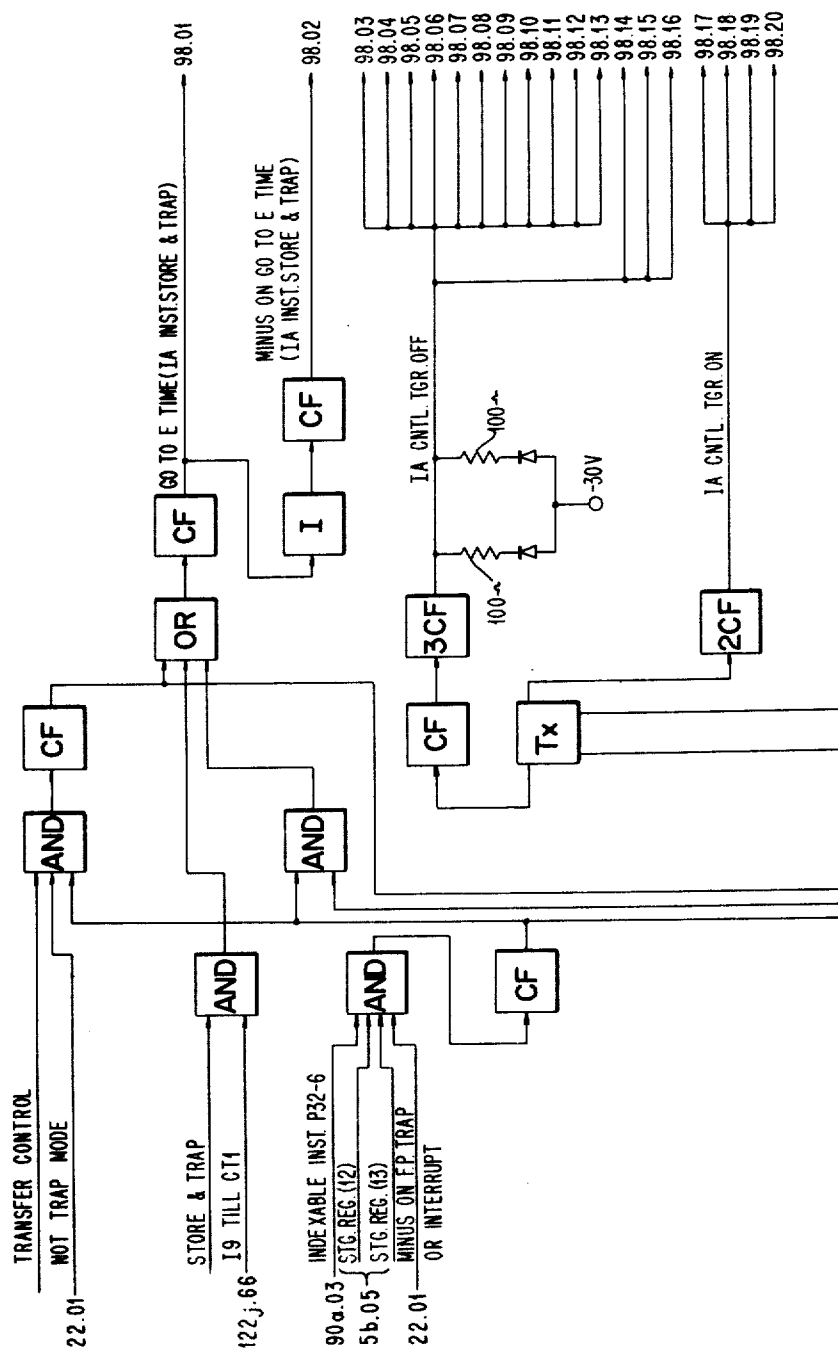 TRANSFER CONTROL
NOT TRAP MODE
22.01
STORE & TRAP
I9 TILL CT1
122j.66
INDEXABLE INST. P32-6
90a.03
STG. REG. (12)
5b.05
STG. REG. (13)
MINUS ON F.P. TRAP
22.01
OR INTERRUPT
AND
CF
AND
AND
AND
CF
OR
CF
GO TO E TIME (IA INST. STORE & TRAP)
98.01
I
CF
MINUS ON GO TO E TIME
(IA INST. STORE & TRAP)
98.02
CF
3CF
IA CNTL. TGR. OFF
100
100
-30V
98.03
98.04
98.05
98.06
98.07
98.08
98.09
98.10
98.11
98.12
98.13
98.14
98.15
98.16
Tx
2CF
IA CNTL. TGR. ON
98.17
98.18
98.19
98.20